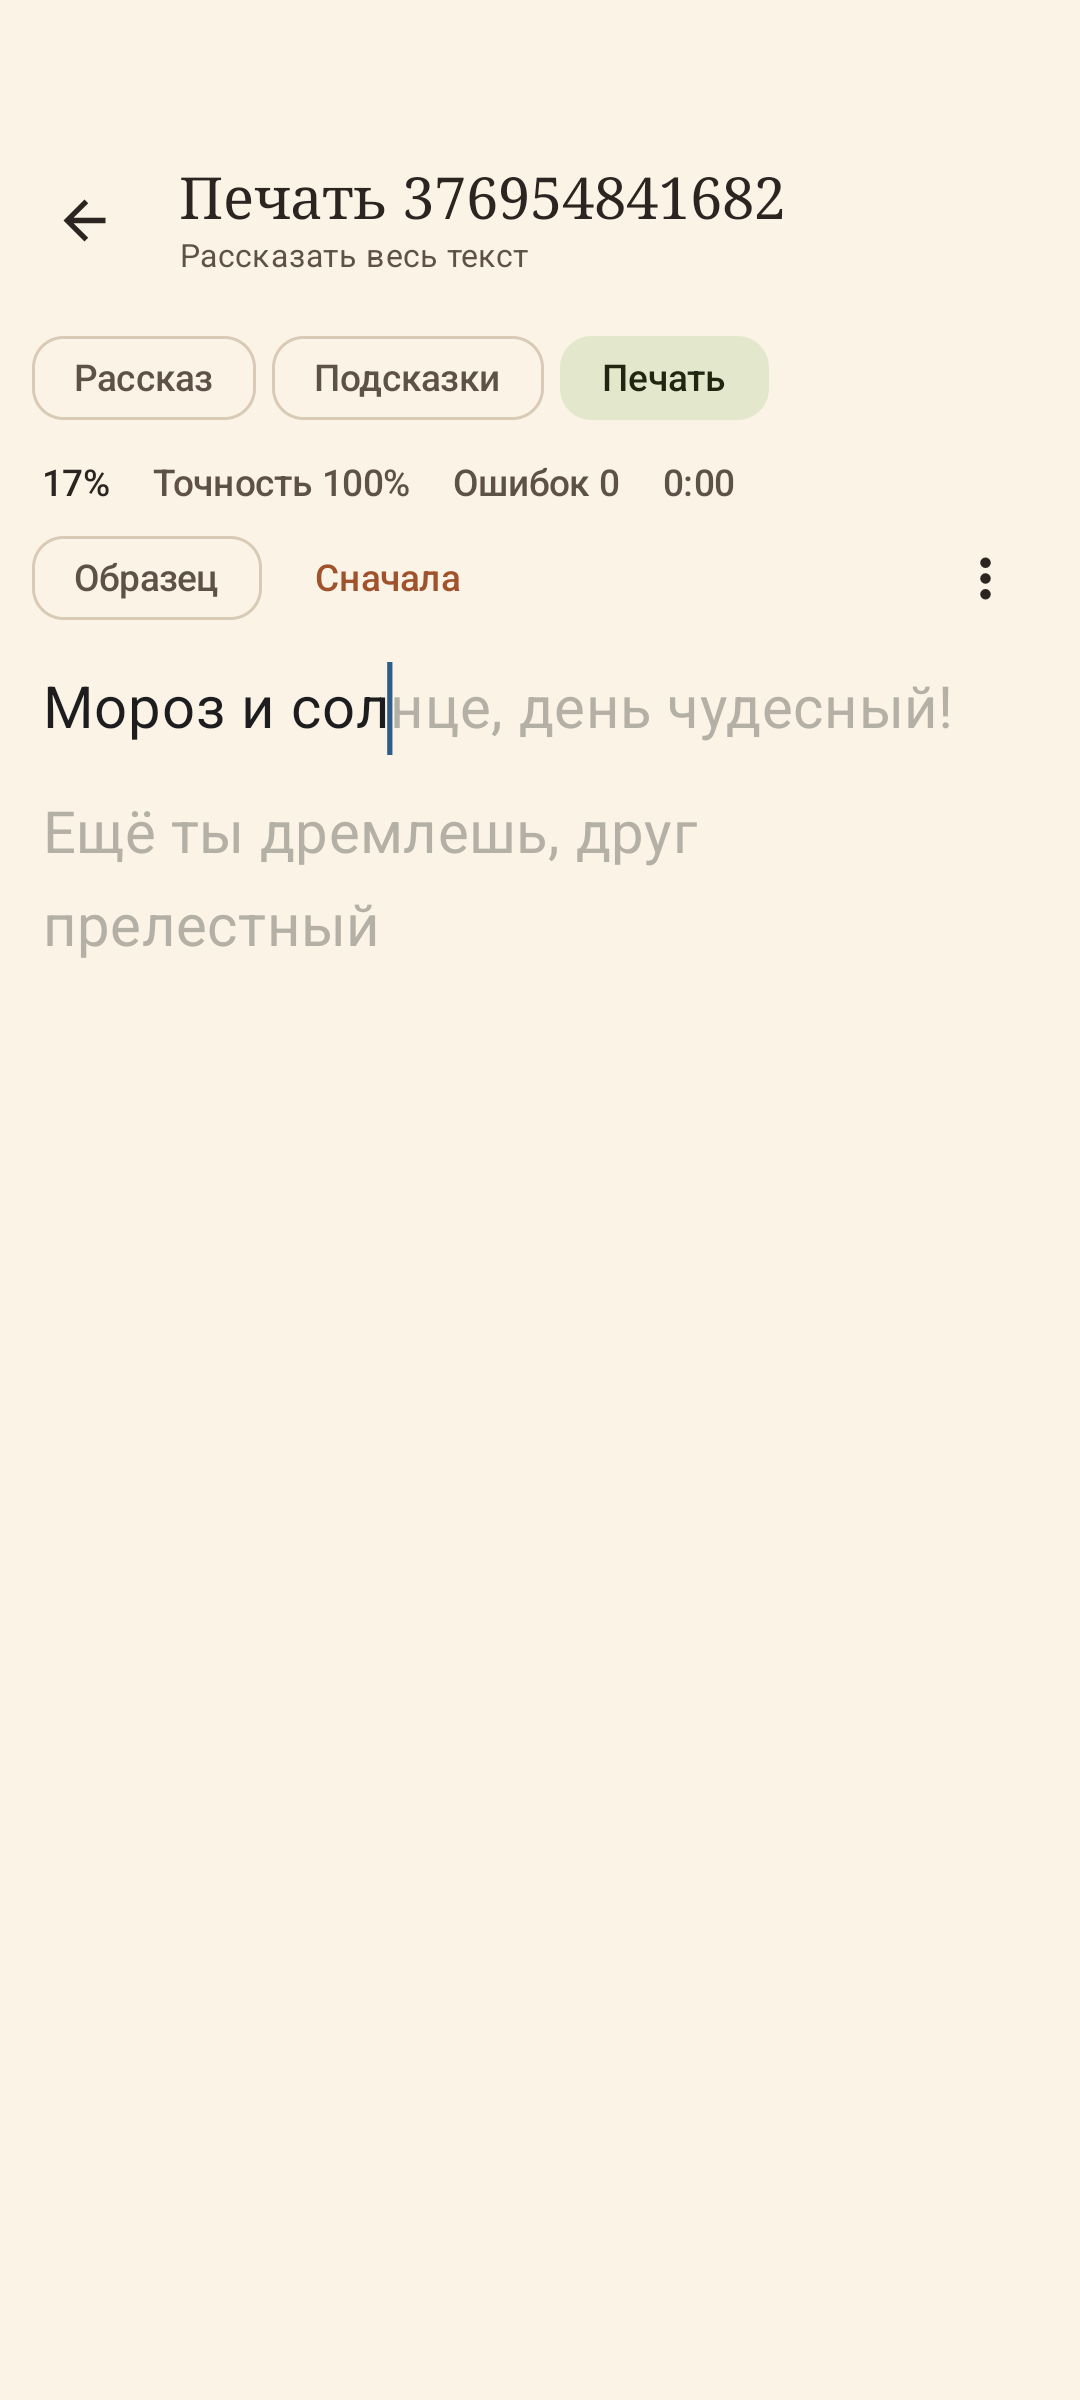 Печать 376954841682
Рассказать весь текст
Рассказ Подсказки Печать
17% Точность 100% Ошибок 0 0:00
Образец Сначала
Мороз и солнце, день чудесный!
Ещё ты дремлешь, друг
прелестный